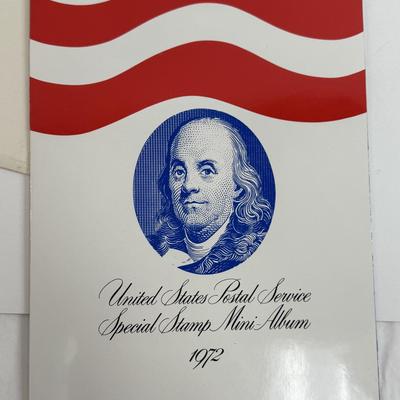 United States Postal Service
Special Stamp Mini-Album
1972